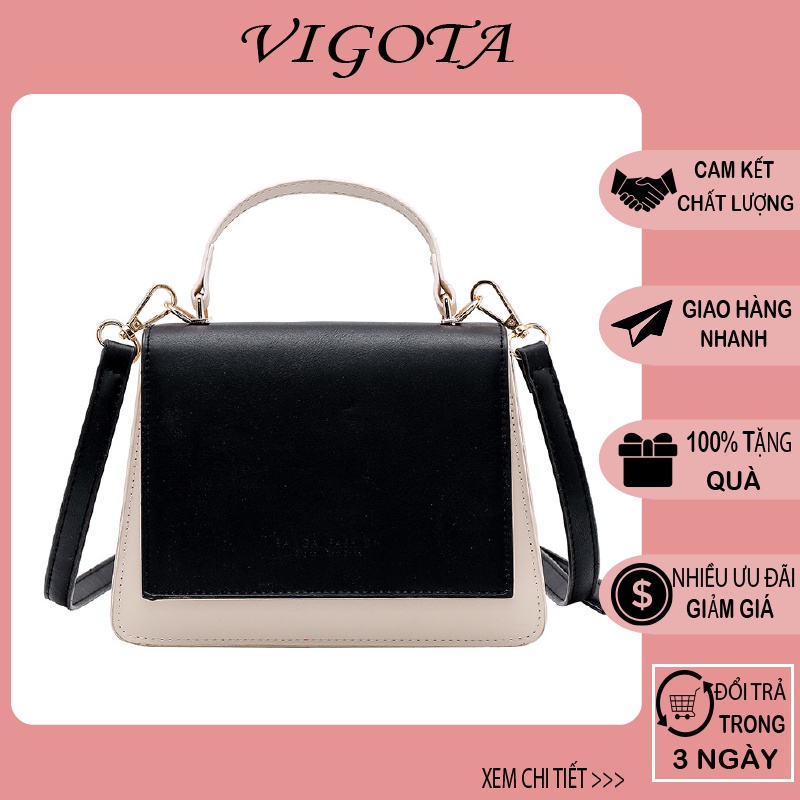 VIGOTA
CAM KẾT
CHẤT LƯỢNG
GIAO HÀNG
NHANH
100% TẶNG
QUÀ
NHIỀU ƯU ĐÃI
GIẢM GIÁ
ĐỔI TRẢ
TRONG
3 NGÀY
XEM CHI TIẾT >>>